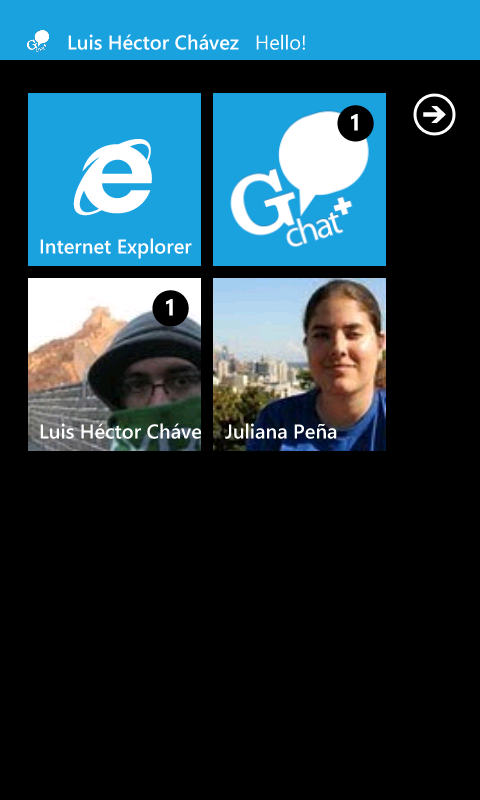 Luis Héctor Chávez Hello!
Internet Explorer
1
G
chat+
1
Luis Héctor Cháve
Juliana Peña